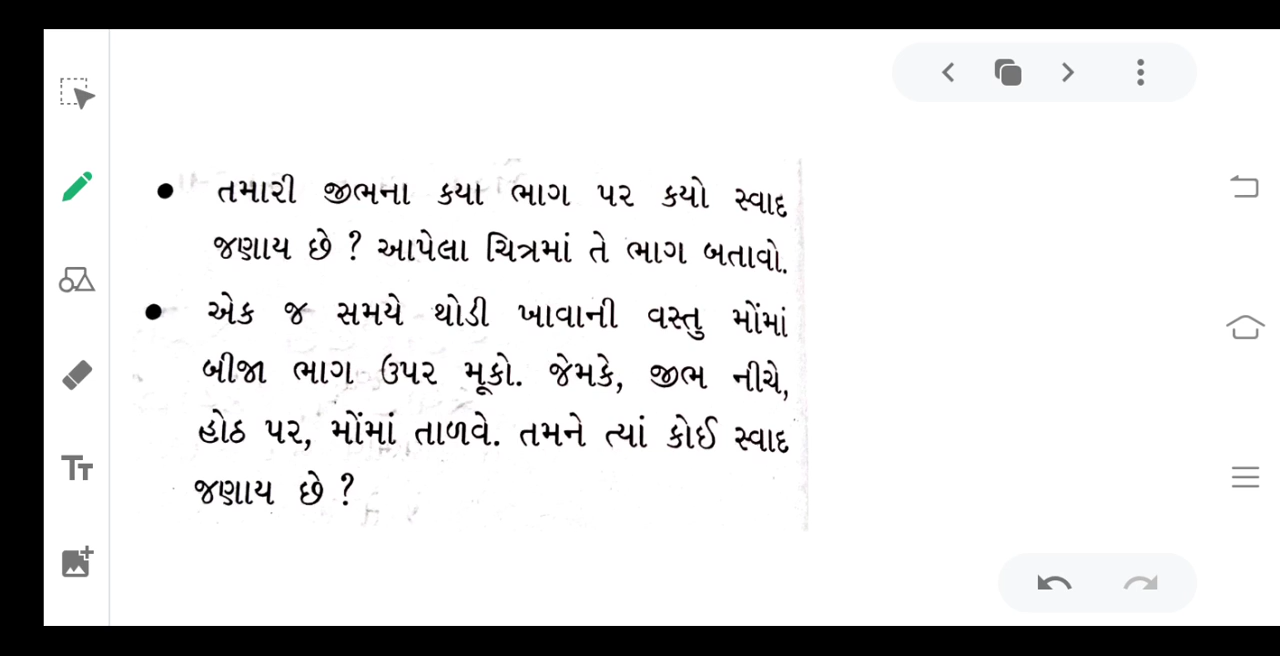 • તમારી જીભના કયા ભાગ પર કયો સ્વાદ
જણાય છે ? આપેલા ચિત્રમાં તે ભાગ બતાવો.
• એક જ સમયે થોડી ખાવાની વસ્તુ મોંમાં
બીજા ભાગ ઉપર મૂકો. જેમકે, જીભ નીચે,
હોઠ પર, મોંમાં તાળવે. તમને ત્યાં કોઈ સ્વાદ
જણાય છે ?